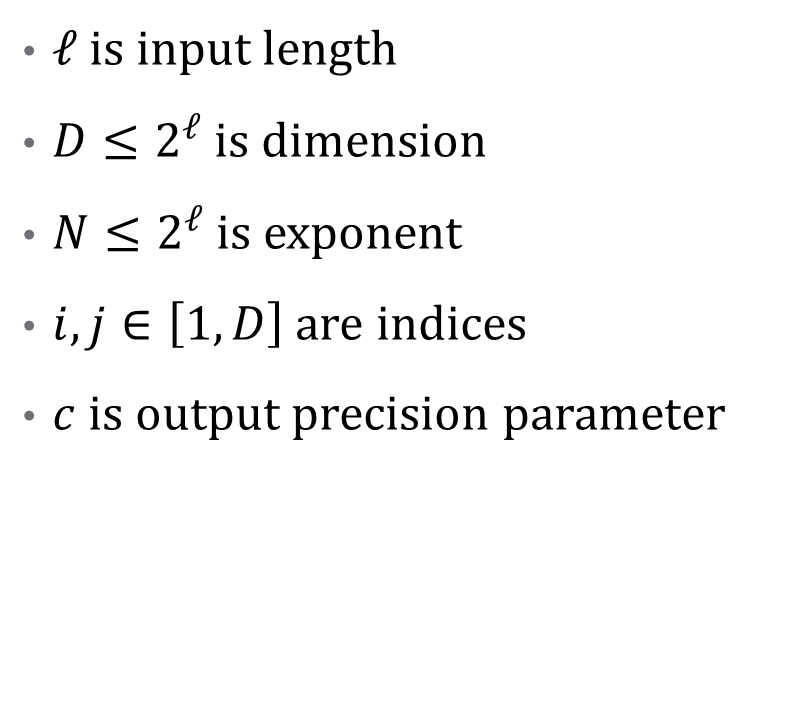 • ℓ is input length
• D ≤ 2^ℓ is dimension
• N ≤ 2^ℓ is exponent
• i, j ∈ [1, D] are indices
• c is output precision parameter